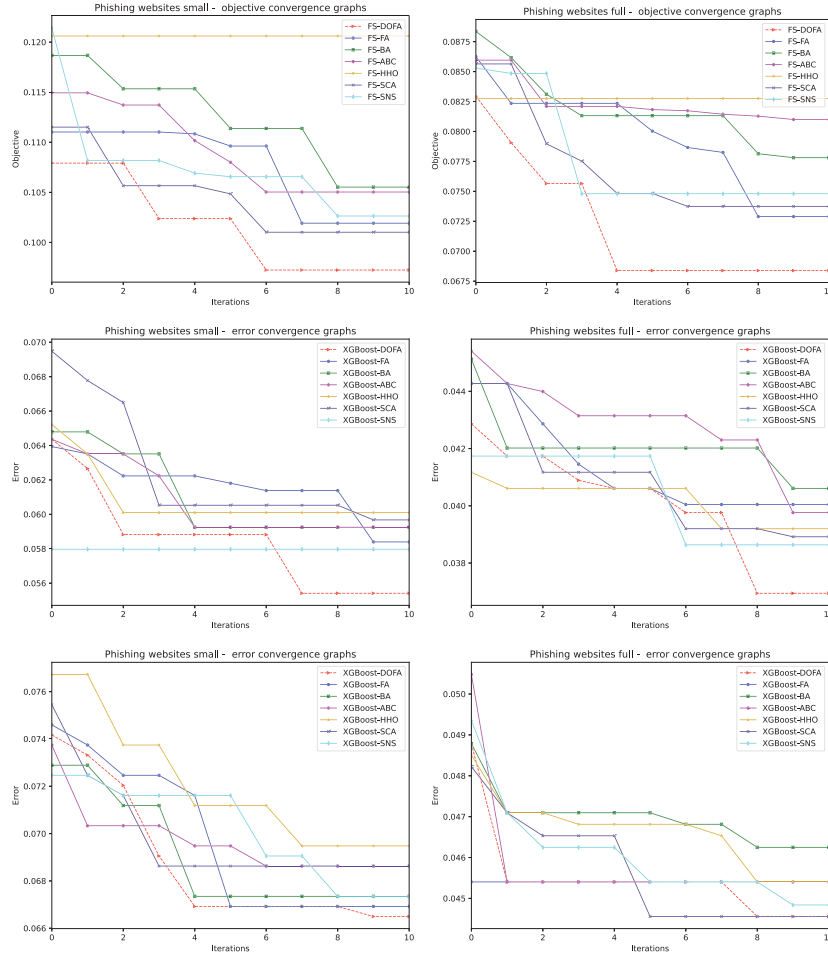 Phishing websites small - objective convergence graphs
0.120
0.115
0.110
0.105
0.100
Objective
0 2 4 6 8 10
Iterations
FS-DOFA
FS-FA
FS-BA
FS-ABC
FS-HHO
FS-SCA
FS-SNS
Phishing websites full - objective convergence graphs
0.0875
0.0850
0.0825
0.0800
0.0775
0.0750
0.0725
0.0700
0.0675
Objective
0 2 4 6 8 1
Iterations
FS-DOFA
FS-FA
FS-BA
FS-ABC
FS-HHO
FS-SCA
FS-SNS
Phishing websites small - error convergence graphs
0.070
0.068
0.066
0.064
0.062
0.060
0.058
0.056
Error
0 2 4 6 8 10
Iterations
XGBoost-DOFA
XGBoost-FA
XGBoost-BA
XGBoost-ABC
XGBoost-HHO
XGBoost-SCA
XGBoost-SNS
Phishing websites full - error convergence graphs
0.044
0.042
0.040
0.038
Error
0 2 4 6 8 1
Iterations
XGBoost-DOFA
XGBoost-FA
XGBoost-BA
XGBoost-ABC
XGBoost-HHO
XGBoost-SCA
XGBoost-SNS
Phishing websites small - error convergence graphs
0.076
0.074
0.072
0.070
0.068
0.066
Error
0 2 4 6 8 10
Iterations
XGBoost-DOFA
XGBoost-FA
XGBoost-BA
XGBoost-ABC
XGBoost-HHO
XGBoost-SCA
XGBoost-SNS
Phishing websites full - error convergence graphs
0.050
0.049
0.048
0.047
0.046
0.045
Error
0 2 4 6 8 1
Iterations
XGBoost-DOFA
XGBoost-FA
XGBoost-BA
XGBoost-ABC
XGBoost-HHO
XGBoost-SCA
XGBoost-SNS